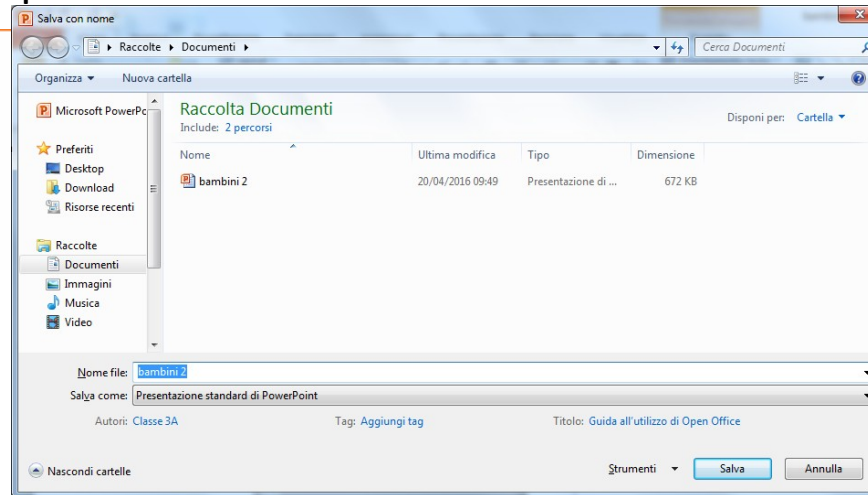 Salva con nome
Raccolte Documenti
Cerca Documenti
Organizza Nuova cartella
Microsoft PowerPc
Preferiti
Desktop
Download
Risorse recenti
Raccolte
Documenti
Immagini
Musica
Video
Raccolta Documenti
Include: 2 percorsi
Disponi per: Cartella
Nome Ultima modifica Tipo Dimensione
bambini 2 20/04/2016 09:49 Presentazione di ... 672 KB
Nome file: bambini 2
Salva come: Presentazione standard di PowerPoint
Autori: Classe 3A Tag: Aggiungi tag Titolo: Guida all'utilizzo di Open Office
Nascondi cartelle Strumenti Salva Annulla